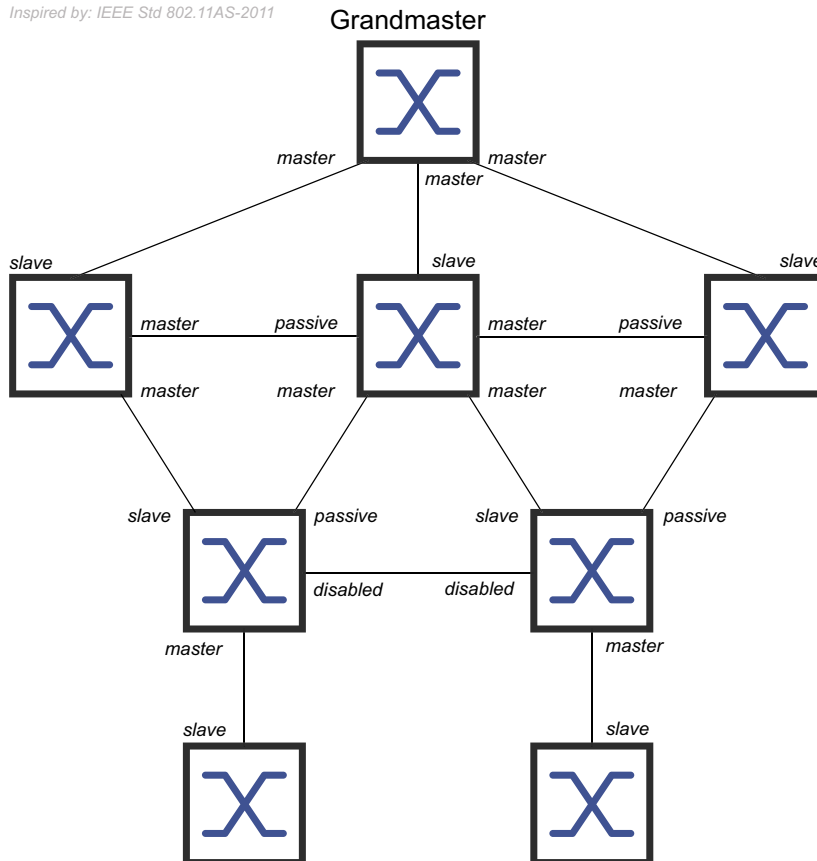 Inspired by: IEEE Std 802.11AS-2011
Grandmaster
master master
master
slave slave slave
master passive master passive
master master master master
slave passive slave passive
disabled disabled
master master
slave slave